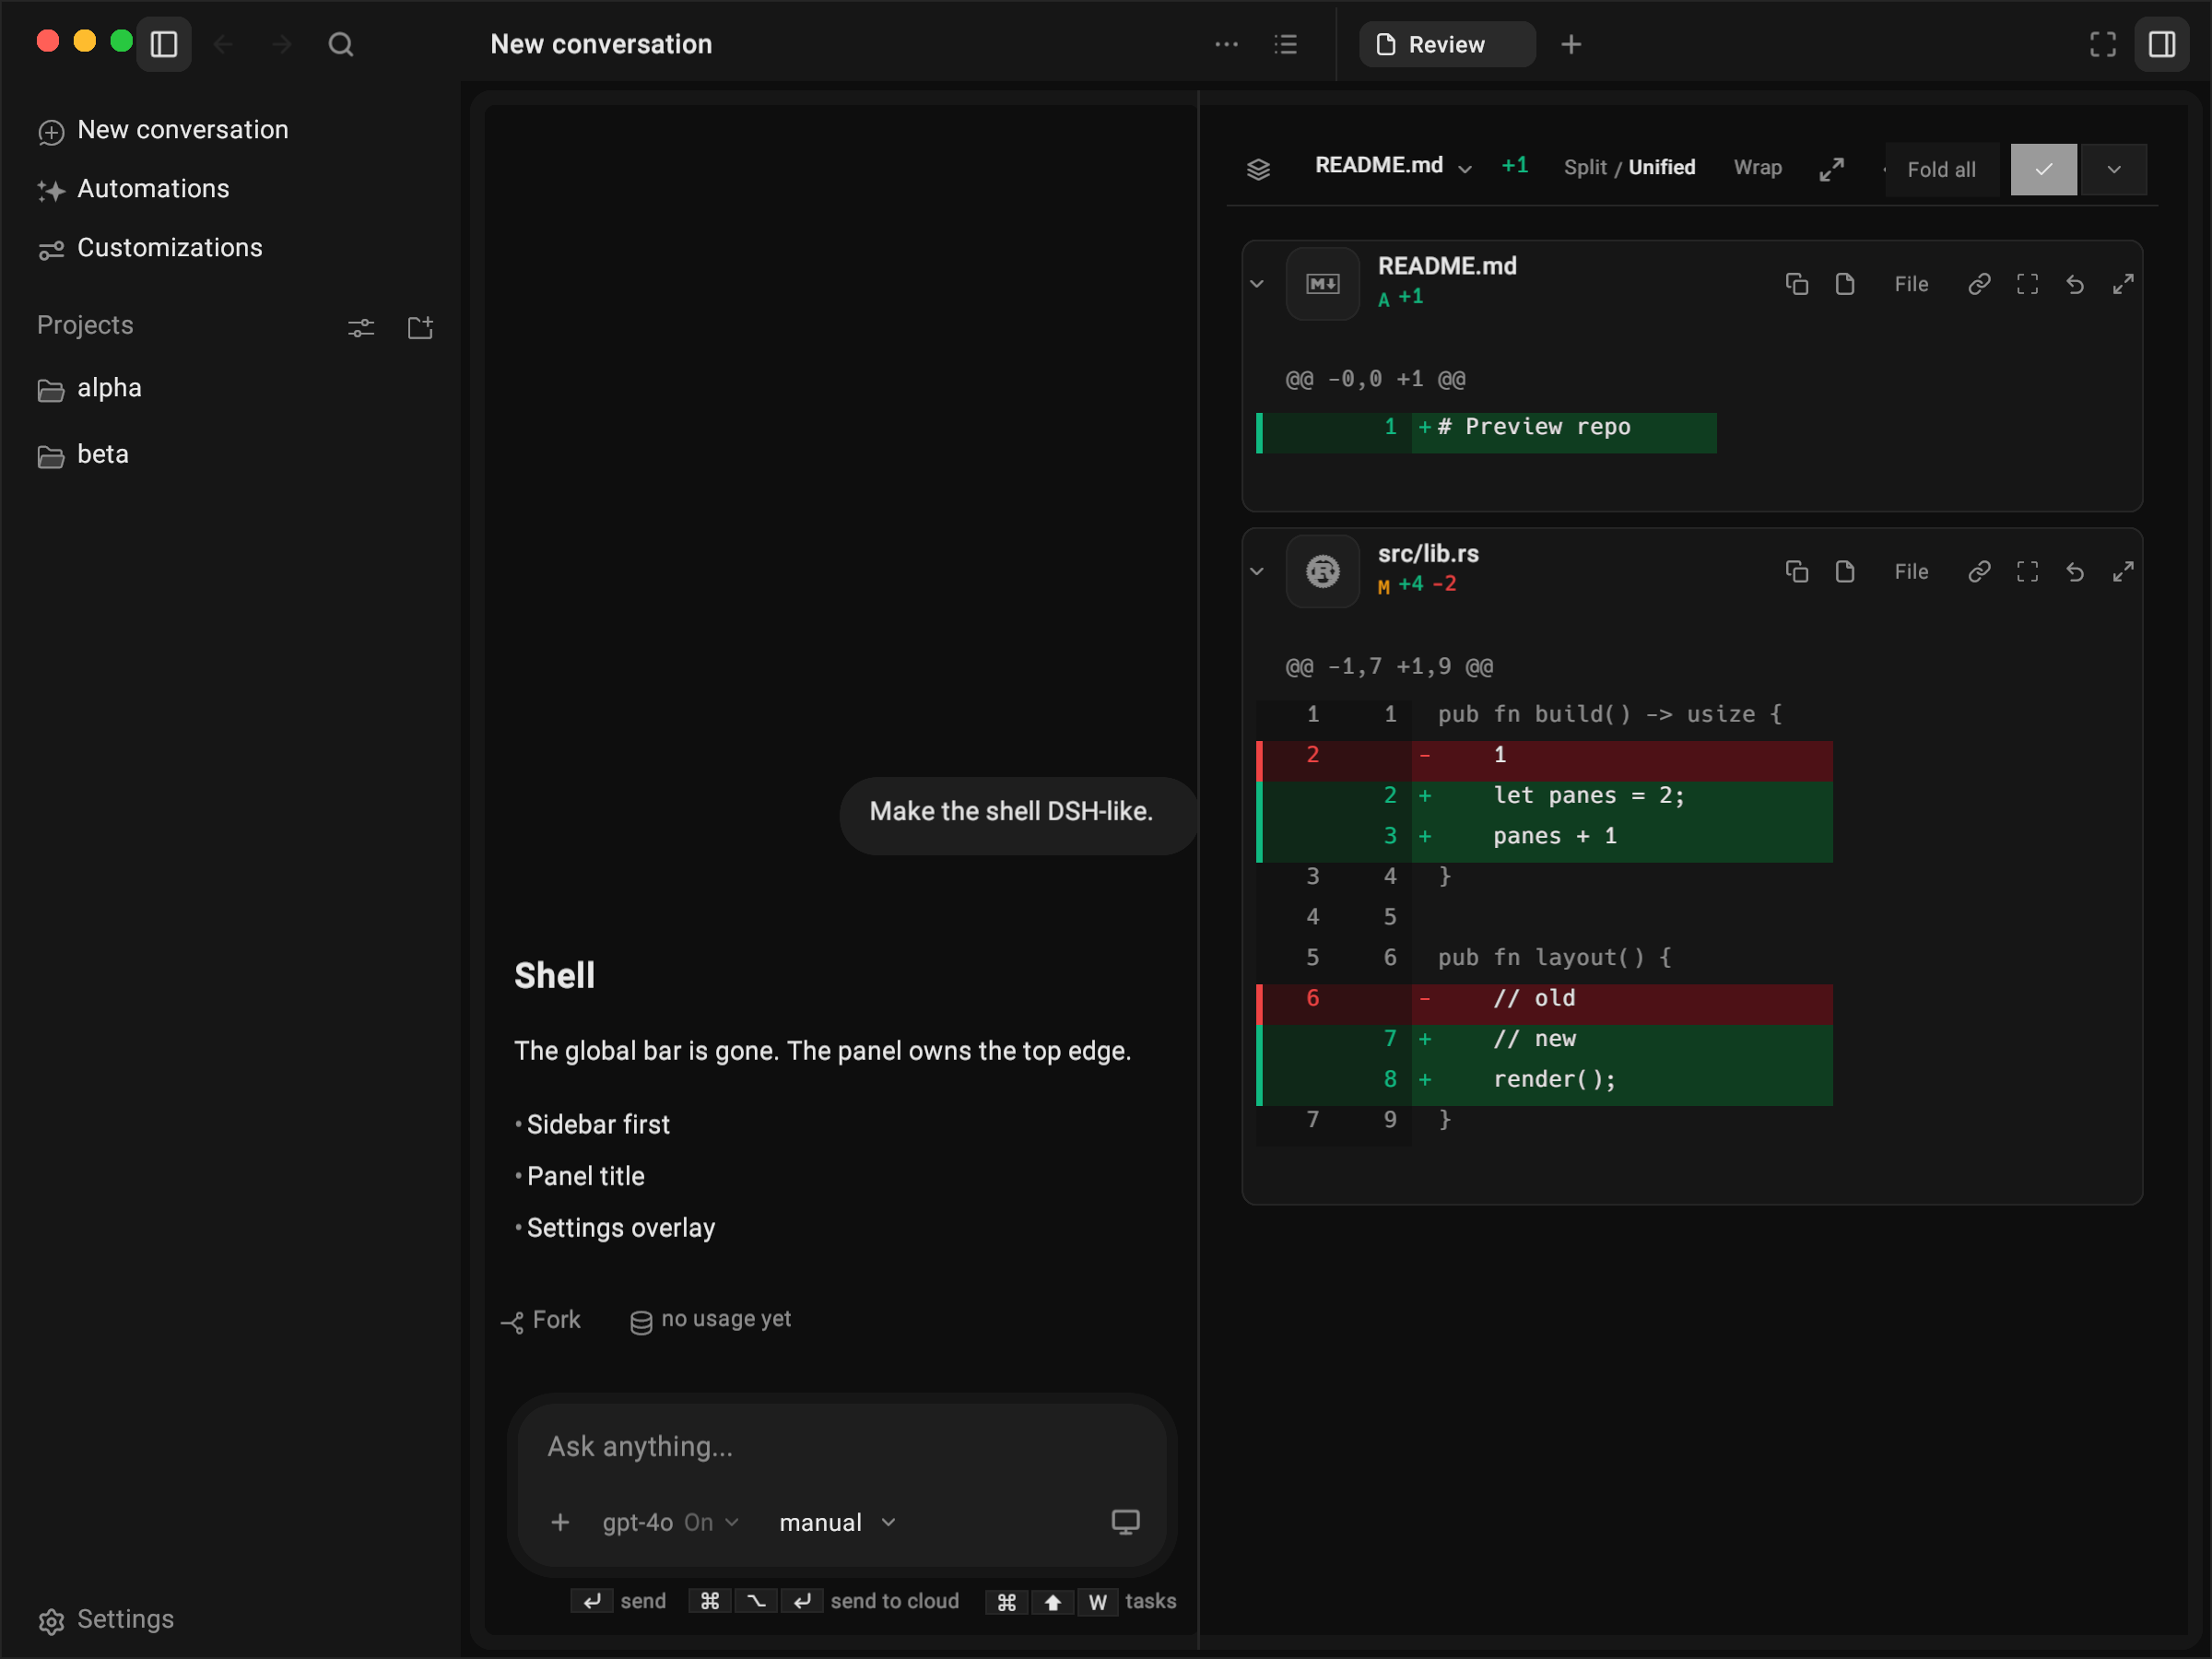 New conversation
Review
New conversation
Automations
Customizations
Projects
alpha
beta
Settings
Make the shell DSH-like.
Shell
The global bar is gone. The panel owns the top edge.
• Sidebar first
• Panel title
• Settings overlay
Fork no usage yet
Ask anything...
gpt-4o On manual
send ⌘ ⌥ send to cloud ⌘ W tasks
README.md +1 Split / Unified Wrap Fold all
README.md
A +1
File
@@ -0,0 +1 @@
1 +# Preview repo
src/lib.rs
M +4 -2
File
@@ -1,7 +1,9 @@
1 1 pub fn build() -> usize {
2 - 1
2 + let panes = 2;
3 + panes + 1
3 4 }
4 5
5 6 pub fn layout() {
6 - // old
7 + // new
8 + render();
7 9 }